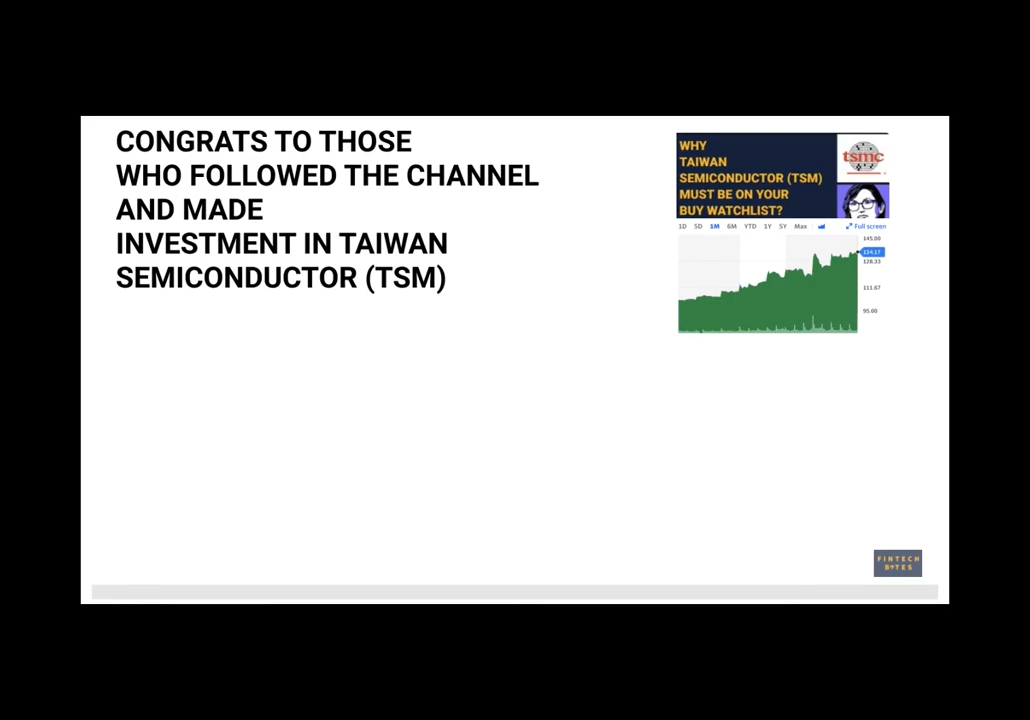 CONGRATS TO THOSE
WHO FOLLOWED THE CHANNEL
AND MADE
INVESTMENT IN TAIWAN
SEMICONDUCTOR (TSM)
WHY
TAIWAN
SEMICONDUCTOR (TSM)
MUST BE ON YOUR
BUY WATCHLIST?
tsmc
1D 5D 1M 6M YTD 1Y 5Y Max Full screen
145.00
134.17
128.33
111.67
95.00
FINTECH
BYTES